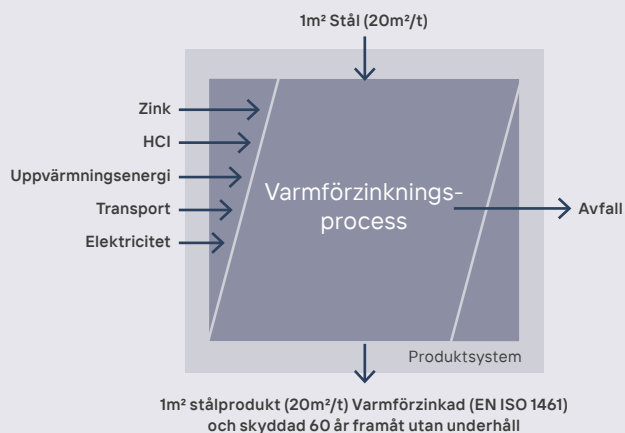 1m² Stål (20m²/t)
Zink
HCl
Uppvärmningsenergi
Transport
Elektricitet
Varmförzinknings-
process
Avfall
Produktsystem
1m² stålprodukt (20m²/t) Varmförzinkad (EN ISO 1461)
och skyddad 60 år framåt utan underhåll